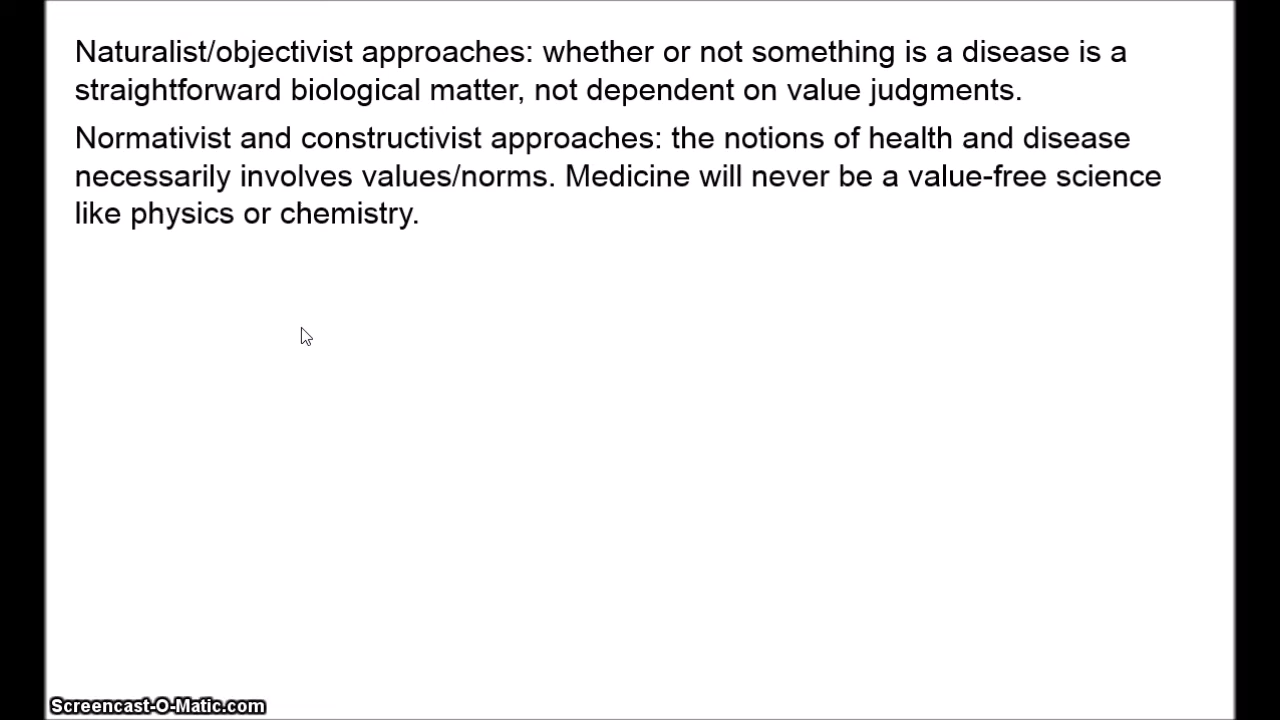 Naturalist/objectivist approaches: whether or not something is a disease is a
straightforward biological matter, not dependent on value judgments.
Normativist and constructivist approaches: the notions of health and disease
necessarily involves values/norms. Medicine will never be a value-free science
like physics or chemistry.
Screencast-O-Matic.com